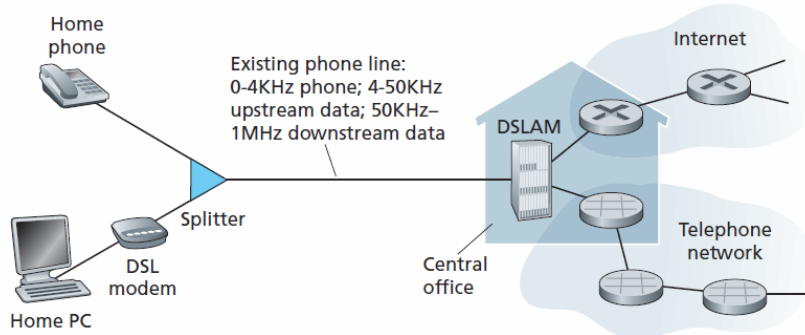 Home
phone
Existing phone line:
0-4KHz phone; 4-50KHz
upstream data; 50KHz–
1MHz downstream data
Internet
DSLAM
Splitter
DSL
modem
Home PC
Central
office
Telephone
network